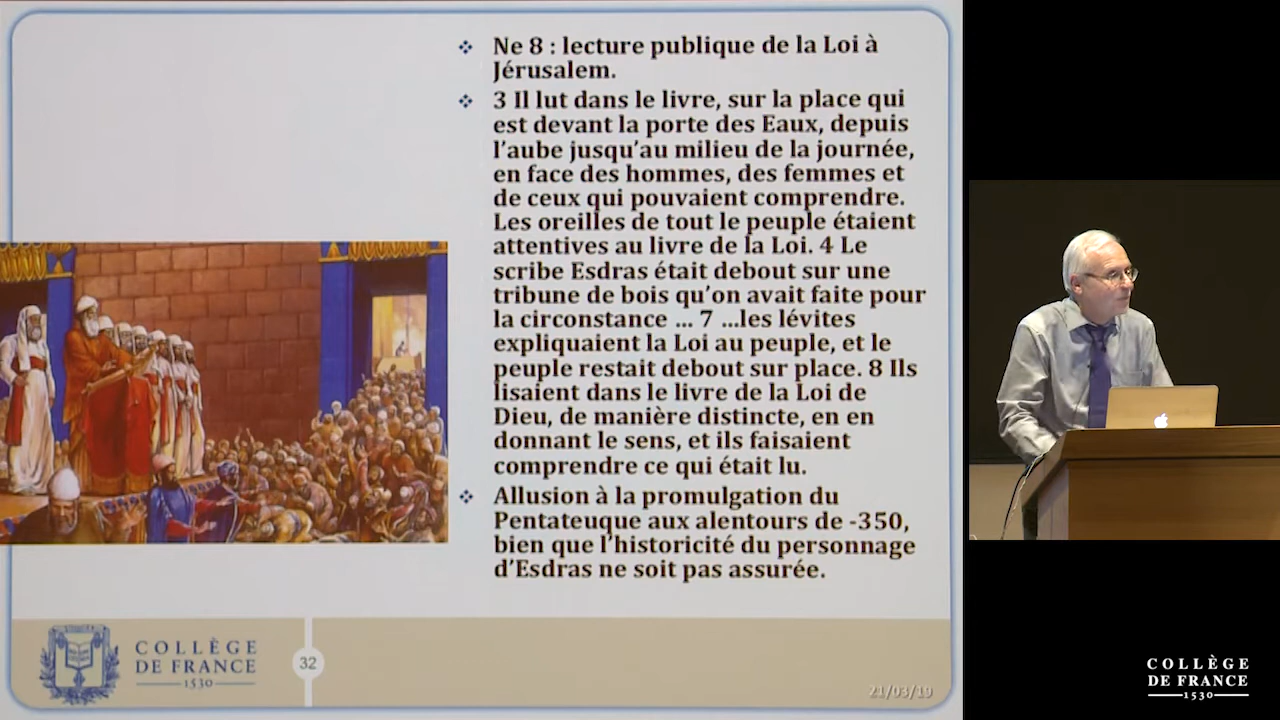 Ne 8 : lecture publique de la Loi à
Jérusalem.
3 Il lut dans le livre, sur la place qui
est devant la porte des Eaux, depuis
l’aube jusqu’au milieu de la journée,
en face des hommes, des femmes et
de ceux qui pouvaient comprendre.
Les oreilles de tout le peuple étaient
attentives au livre de la Loi. 4 Le
scribe Esdras était debout sur une
tribune de bois qu’on avait faite pour
la circonstance … 7 …les lévites
expliquaient la Loi au peuple, et le
peuple restait debout sur place. 8 Ils
lisaient dans le livre de la Loi de
Dieu, de manière distincte, en en
donnant le sens, et ils faisaient
comprendre ce qui était lu.
Allusion à la promulgation du
Pentateuque aux alentours de -350,
bien que l’historicité du personnage
d’Esdras ne soit pas assurée.
COLLÈGE
DE FRANCE
1530
32
21/03/19
COLLÈGE
DE FRANCE
1530